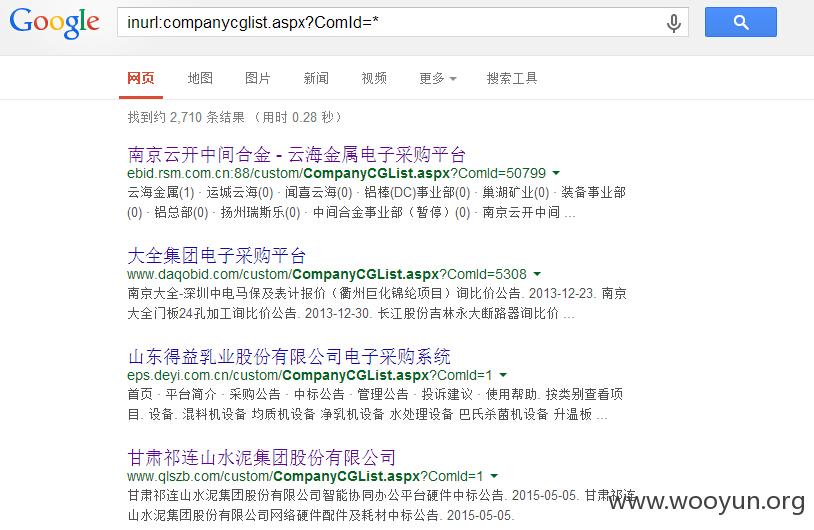 Google
inurl:companycglist.aspx?ComId=*
网页 地图 图片 新闻 视频 更多 搜索工具
找到约 2,710 条结果 （用时 0.28 秒）
南京云开中间合金 - 云海金属电子采购平台
ebid.rsm.com.cn:88/custom/CompanyCGList.aspx?ComId=50799
云海金属(1) · 运城云海(0) · 闻喜云海(0) · 铝棒(DC)事业部(0) · 巢湖矿业(0) · 装备事业部
(0) · 铝总部(0) · 扬州瑞斯乐(0) · 中间合金事业部（暂停）(0) · 南京云开中间 ...
大全集团电子采购平台
www.daqobid.com/custom/CompanyCGList.aspx?ComId=5308
南京大全-深圳中电马保及表计报价（衢州巨化锦纶项目）询比价公告. 2013-12-23. 南京
大全门板24孔加工询比价公告. 2013-12-30. 长江股份吉林永大断路器询比价 ...
山东得益乳业股份有限公司电子采购系统
eps.deyi.com.cn/custom/CompanyCGList.aspx?ComId=1
首页 · 平台简介 · 采购公告 · 中标公告 · 管理公告 · 投诉建议 · 使用帮助. 按类别查看项
目. 设备. 混料机设备 均质机设备 净乳机设备 水处理设备 巴氏杀菌机设备 升温板 ...
甘肃祁连山水泥集团股份有限公司
www.qlszb.com/custom/CompanyCGList.aspx?ComId=1
甘肃祁连山水泥集团股份有限公司智能协同办公平台硬件中标公告. 2015-05-05. 甘肃祁连
山水泥集团股份有限公司网络硬件配件及耗材中标公示. 2015-05-05.
www.wooyun.org